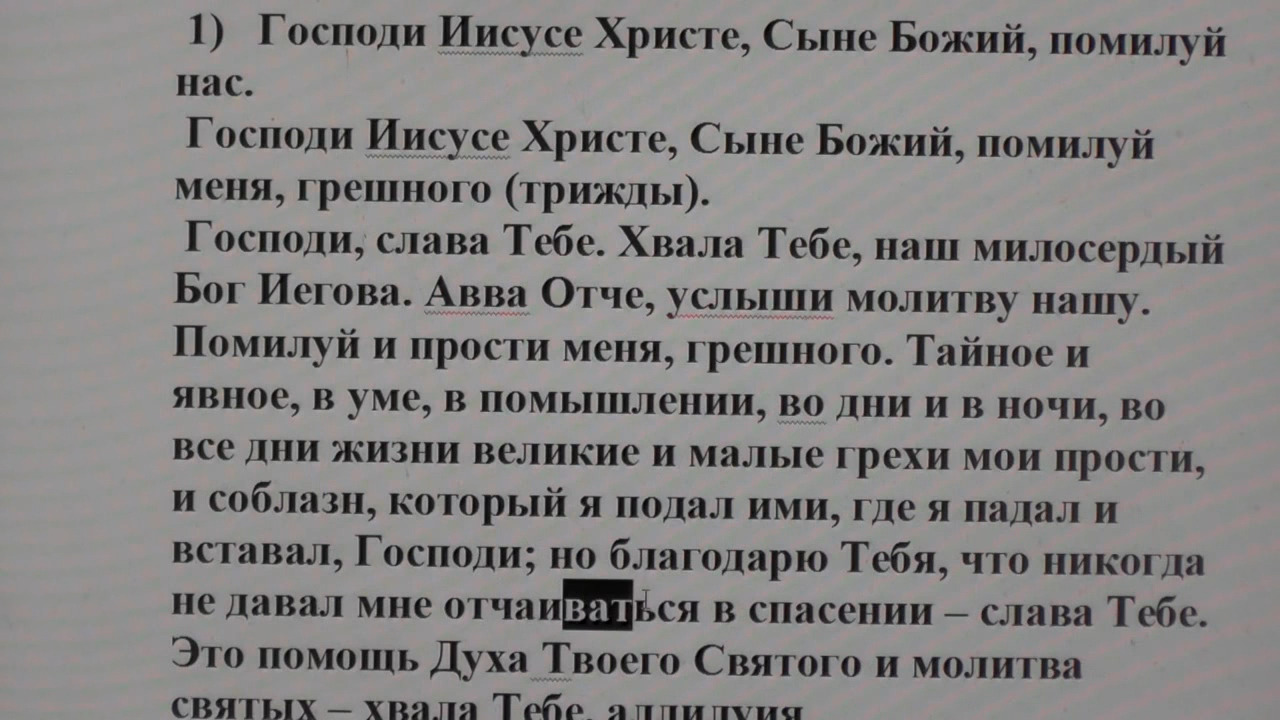 1) Господи Иисусе Христе, Сыне Божий, помилуй
нас.
Господи Иисусе Христе, Сыне Божий, помилуй
меня, грешного (трижды).
Господи, слава Тебе. Хвала Тебе, наш милосердый
Бог Иегова. Авва Отче, услыши молитву нашу.
Помилуй и прости меня, грешного. Тайное и
явное, в уме, в помышлении, во дни и в ночи, во
все дни жизни великие и малые грехи мои прости,
и соблазн, который я подал ими, где я падал и
вставал, Господи; но благодарю Тебя, что никогда
не давал мне отчаиваться в спасении – слава Тебе.
Это помощь Духа Твоего Святого и молитва
святых – хвала Тебе, аллилуия